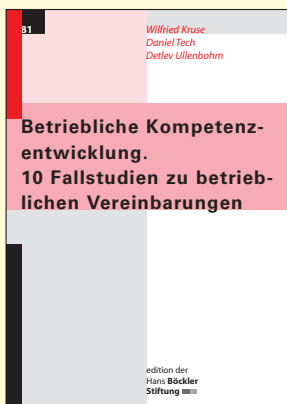 81
Wilfried Kruse
Daniel Tech
Detlev Ullenbohm
Betriebliche Kompetenz-
entwicklung.
10 Fallstudien zu betrieb-
lichen Vereinbarungen
edition der
Hans Böckler
Stiftung